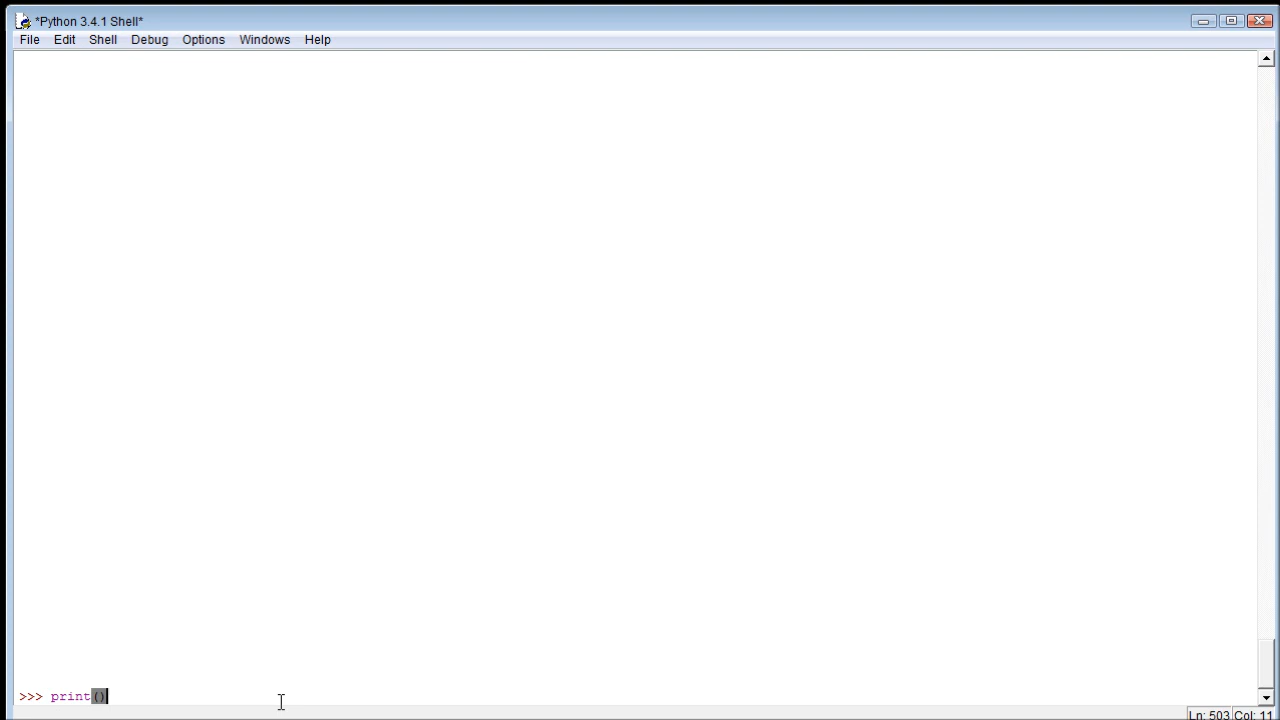 *Python 3.4.1 Shell*
File Edit Shell Debug Options Windows Help
>>> print()
Ln: 503 Col: 11